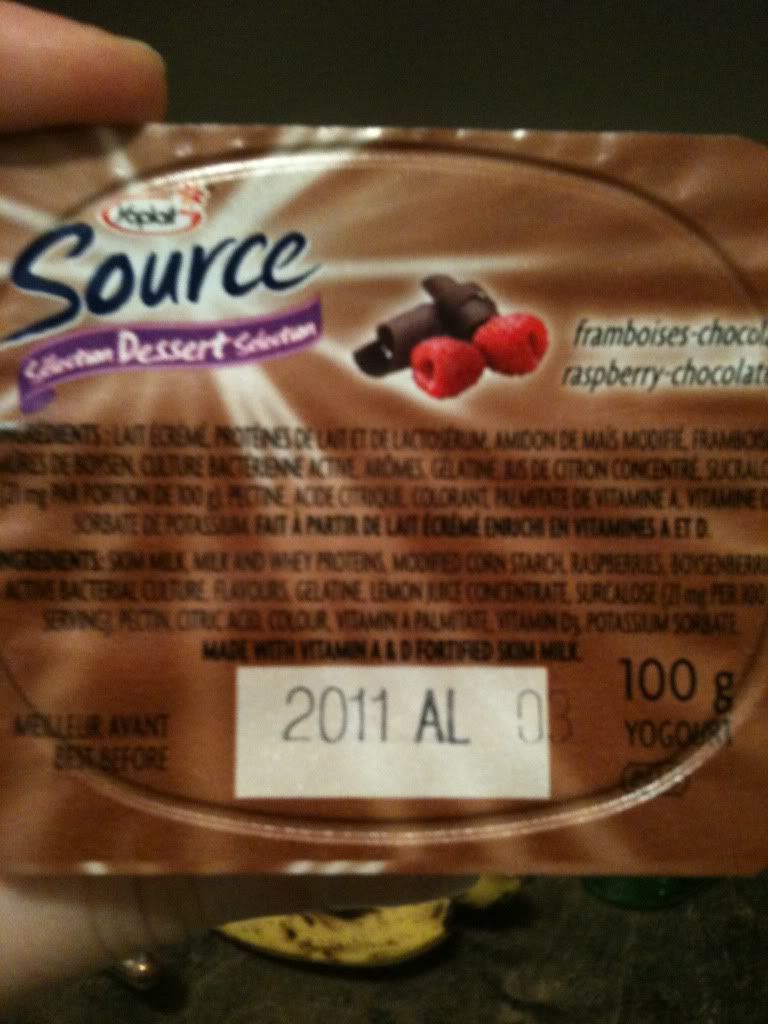 Yoplait
Source
Sélection Dessert Selection
framboises-chocol
raspberry-chocolate
INGRÉDIENTS : LAIT ÉCRÉMÉ, PROTÉINES DE LAIT ET DE LACTOSÉRUM, AMIDON DE MAÏS MODIFIÉ, FRAMBOIS
MÛRES DE BOYSEN, CULTURE BACTÉRIENNE ACTIVE, ARÔMES, GÉLATINE, JUS DE CITRON CONCENTRÉ, SUCRALO
(21 mg PAR PORTION DE 100 g), PECTINE, ACIDE CITRIQUE, COLORANT, PALMITATE DE VITAMINE A, VITAMINE D
SORBATE DE POTASSIUM. FAIT À PARTIR DE LAIT ÉCRÉMÉ ENRICHI EN VITAMINES A ET D.
INGREDIENTS: SKIM MILK, MILK AND WHEY PROTEINS, MODIFIED CORN STARCH, RASPBERRIES, BOYSENBERRI
ACTIVE BACTERIAL CULTURE, FLAVOURS, GELATINE, LEMON JUICE CONCENTRATE, SURCALOSE (21 mg PER 100
SERVING), PECTIN, CITRIC ACID, COLOUR, VITAMIN A PALMITATE, VITAMIN D3, POTASSIUM SORBATE.
MADE WITH VITAMIN A & D FORTIFIED SKIM MILK.
MEILLEUR AVANT
BEST BEFORE
2011 AL 03
100 g
YOGOURT